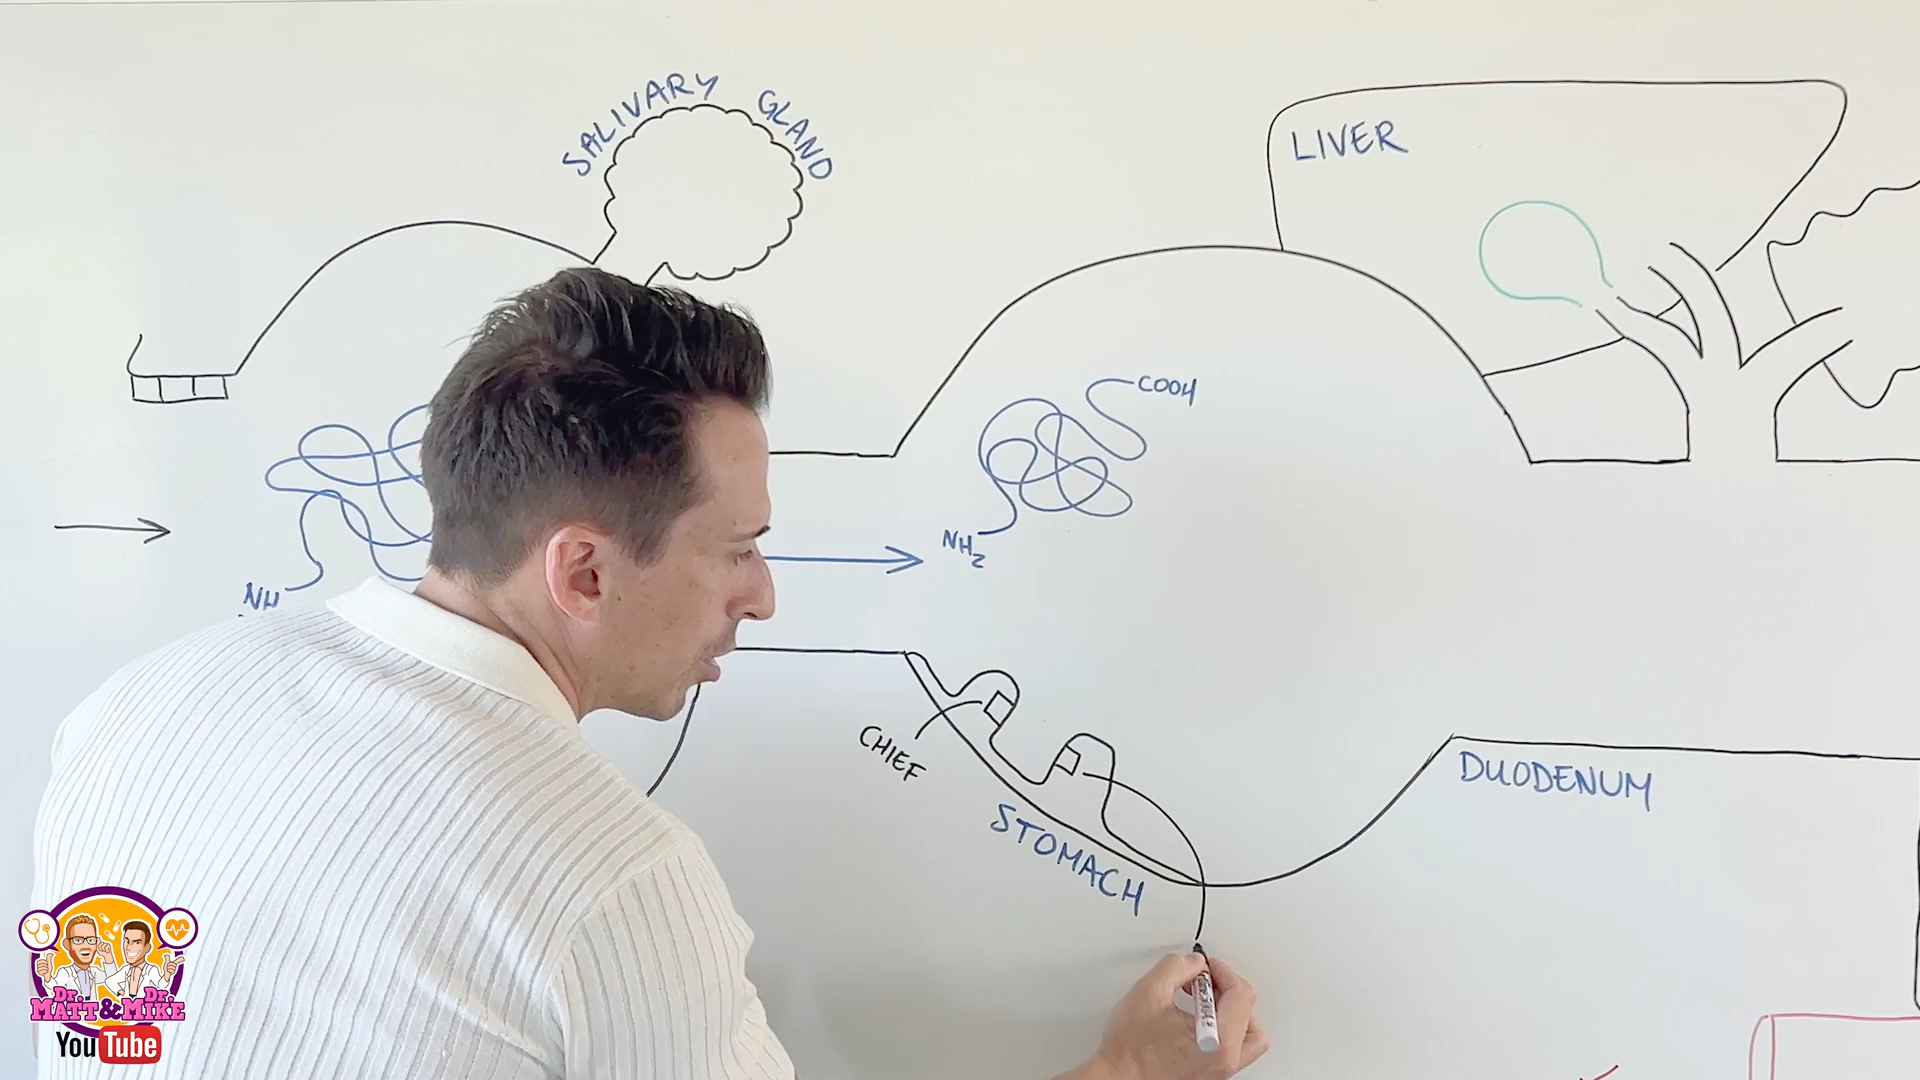 SALIVARY GLAND
LIVER
COOH
NH2
NH
CHIEF
STOMACH
DUODENUM
Dr. Dr.
MATT & MIKE
YouTube